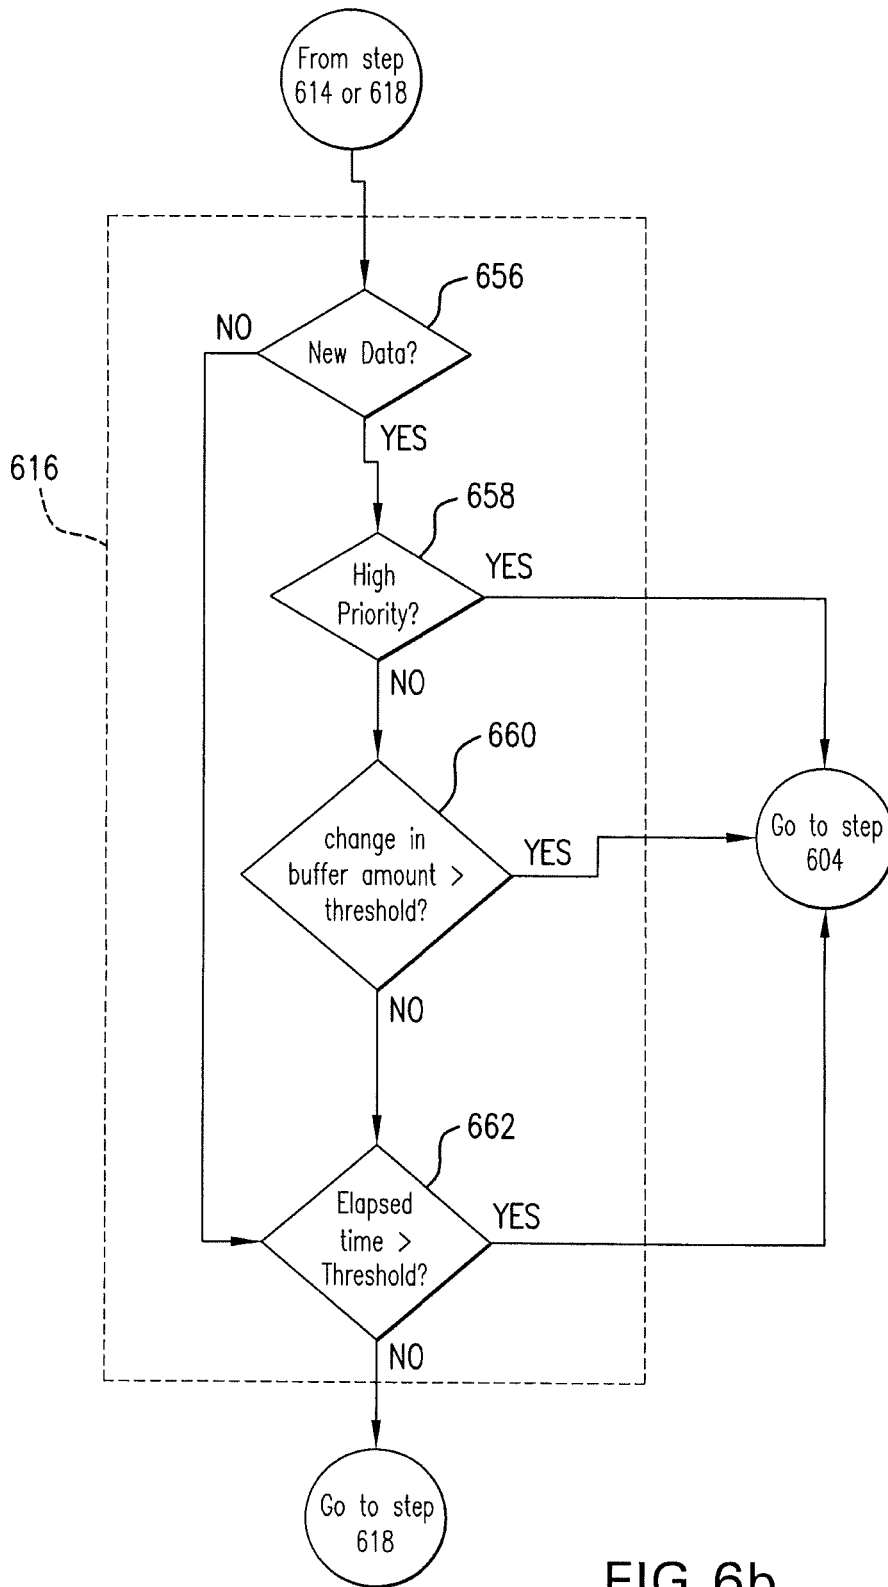 From step
614 or 618
656
NO
New Data?
YES
616
658
High
Priority?
YES
NO
660
change in
buffer amount >
threshold?
YES
Go to step
604
NO
662
Elapsed
time >
Threshold?
YES
NO
Go to step
618
FIG 6b